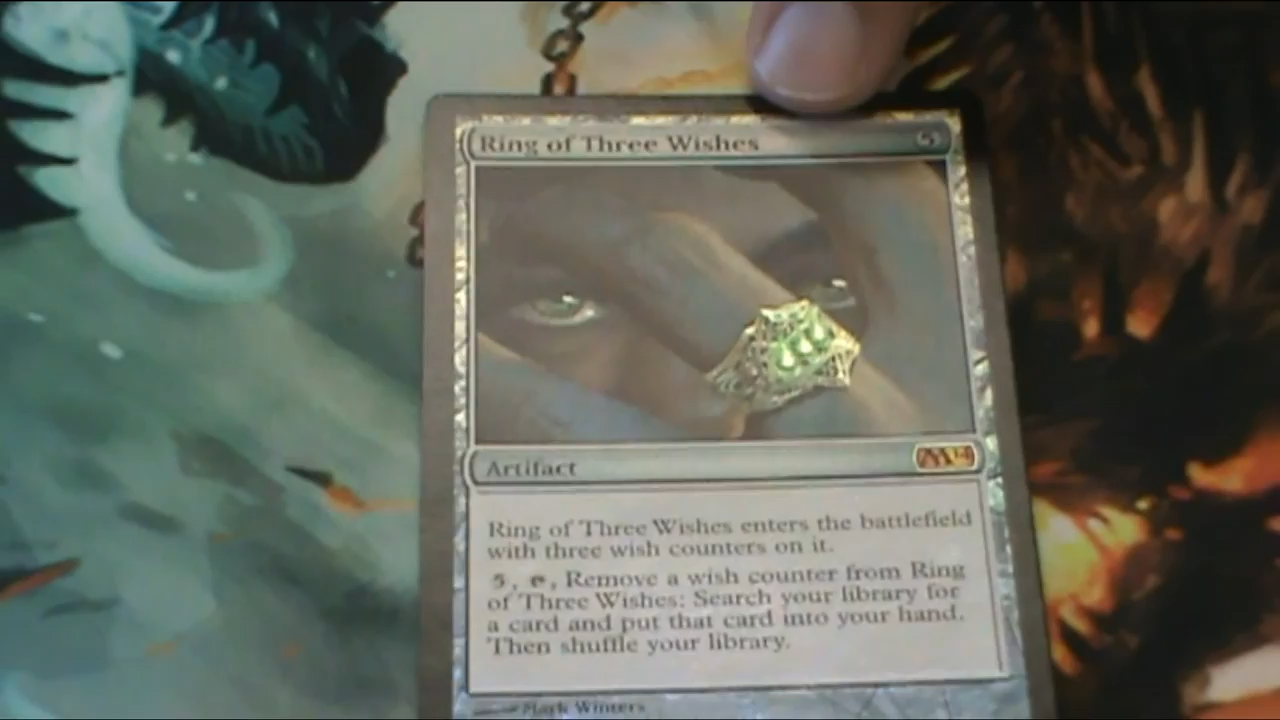 Ring of Three Wishes 5
Artifact M14
Ring of Three Wishes enters the battlefield
with three wish counters on it.
5, T, Remove a wish counter from Ring
of Three Wishes: Search your library for
a card and put that card into your hand.
Then shuffle your library.
Mark Winters